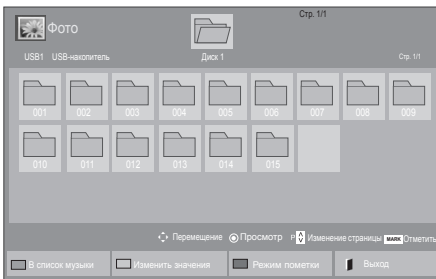 Стр. 1/1
Фото
USB1 USB-накопитель Диск 1 Стр. 1/1
001 002 003 004 005 006 007 008 009
010 011 012 013 014 015
Перемещение Просмотр P Изменение страницы MARK Отметить
В список музыки Изменить значения Режим пометки Выход